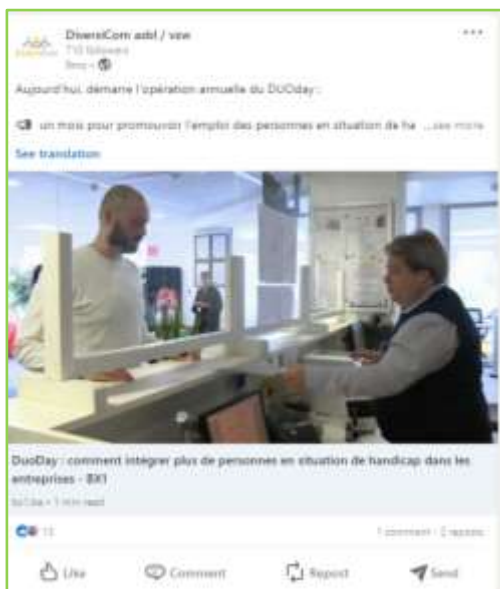 DiversiCom asbl / vzw
710 followers
Aujourd'hui, démarre l'opération annuelle du DUOday :
un mois pour promouvoir l'emploi des personnes en situation de ha ...see more
See translation
DuoDay : comment intégrer plus de personnes en situation de handicap dans les
entreprises - BX1
bx1.be • 1 min read
13
1 comment · 2 reposts
Like Comment Repost Send